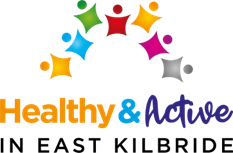 Healthy & Active
IN EAST KILBRIDE